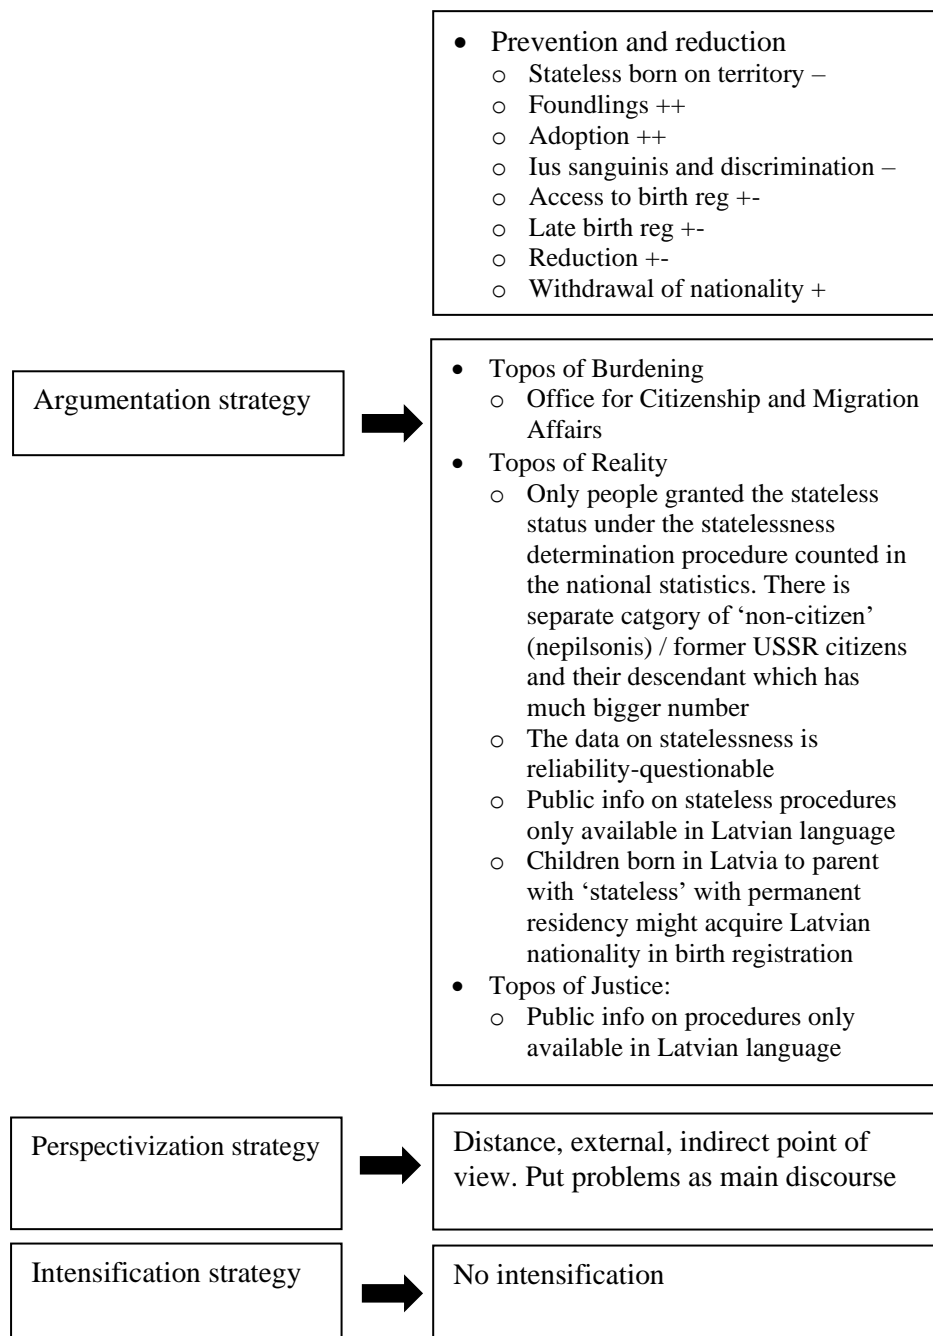 • Prevention and reduction
o Stateless born on territory –
o Foundlings ++
o Adoption ++
o Ius sanguinis and discrimination –
o Access to birth reg +-
o Late birth reg +-
o Reduction +-
o Withdrawal of nationality +
Argumentation strategy
• Topos of Burdening
o Office for Citizenship and Migration
Affairs
• Topos of Reality
o Only people granted the stateless
status under the statelessness
determination procedure counted in
the national statistics. There is
separate catgory of ‘non-citizen’
(nepilsonis) / former USSR citizens
and their descendant which has
much bigger number
o The data on statelessness is
reliability-questionable
o Public info on stateless procedures
only available in Latvian language
o Children born in Latvia to parent
with ‘stateless’ with permanent
residency might acquire Latvian
nationality in birth registration
• Topos of Justice:
o Public info on procedures only
available in Latvian language
Perspectivization strategy
Distance, external, indirect point of
view. Put problems as main discourse
Intensification strategy
No intensification